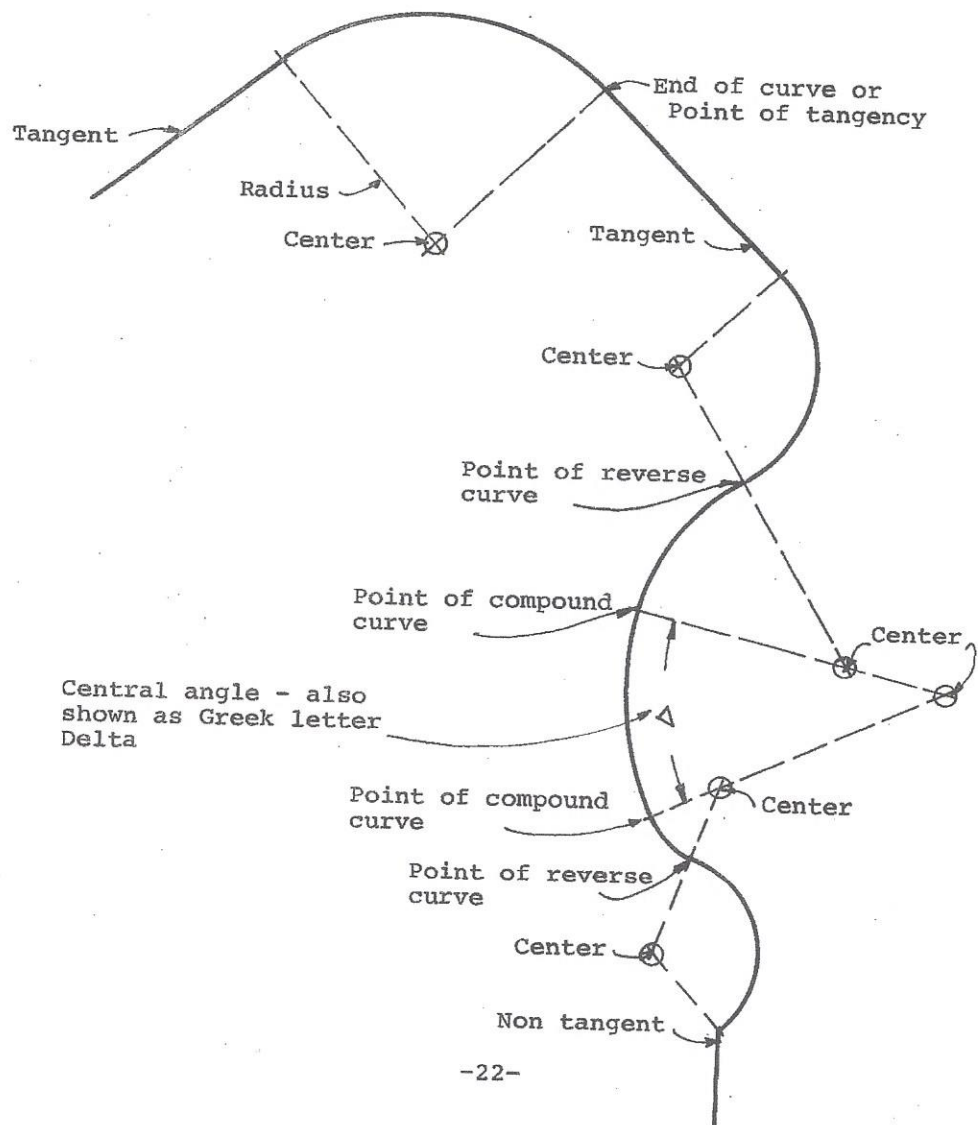 End of curve or
Point of tangency
Tangent
Radius
Center
Tangent
Center
Point of reverse
curve
Point of compound
curve
Center
Central angle - also
shown as Greek letter
Delta
Δ
Point of compound
curve
Center
Point of reverse
curve
Center
Non tangent
-22-